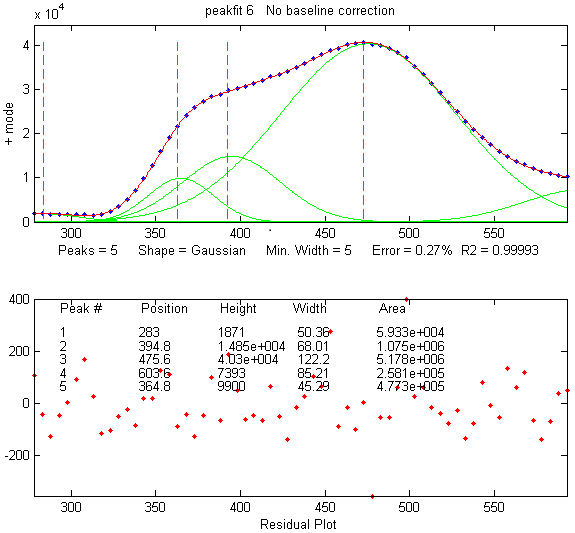 peakfit 6 No baseline correction
x 10^4
4
3
2
1
0
+ mode
300 350 400 450 500 550
Peaks = 5 Shape = Gaussian Min. Width = 5 Error = 0.27% R2 = 0.99993
400
200
0
-200
Peak # Position Height Width Area
1 283 1871 50.36 5.933e+004
2 394.8 1.485e+004 68.01 1.075e+006
3 475.6 4.03e+004 122.2 5.178e+006
4 603.6 7393 85.21 2.581e+005
5 364.8 9900 45.29 4.773e+005
300 350 400 450 500 550
Residual Plot